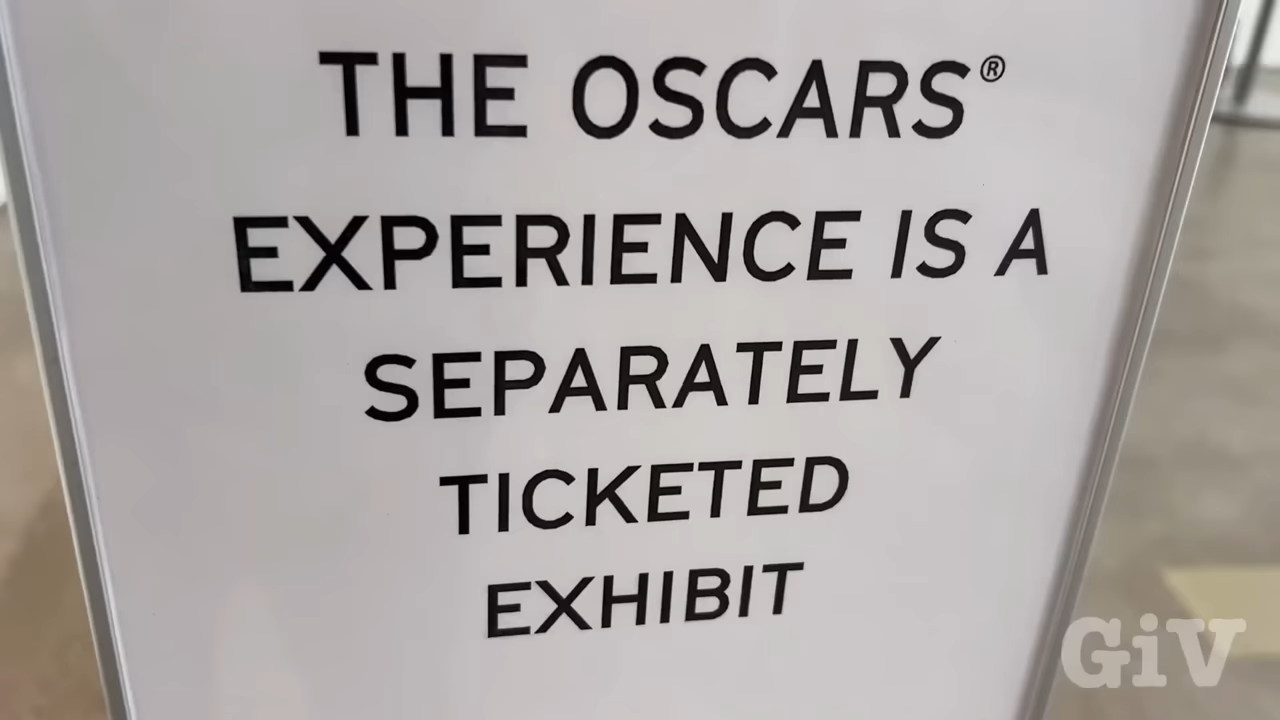 THE OSCARS®
EXPERIENCE IS A
SEPARATELY
TICKETED
EXHIBIT
GiV